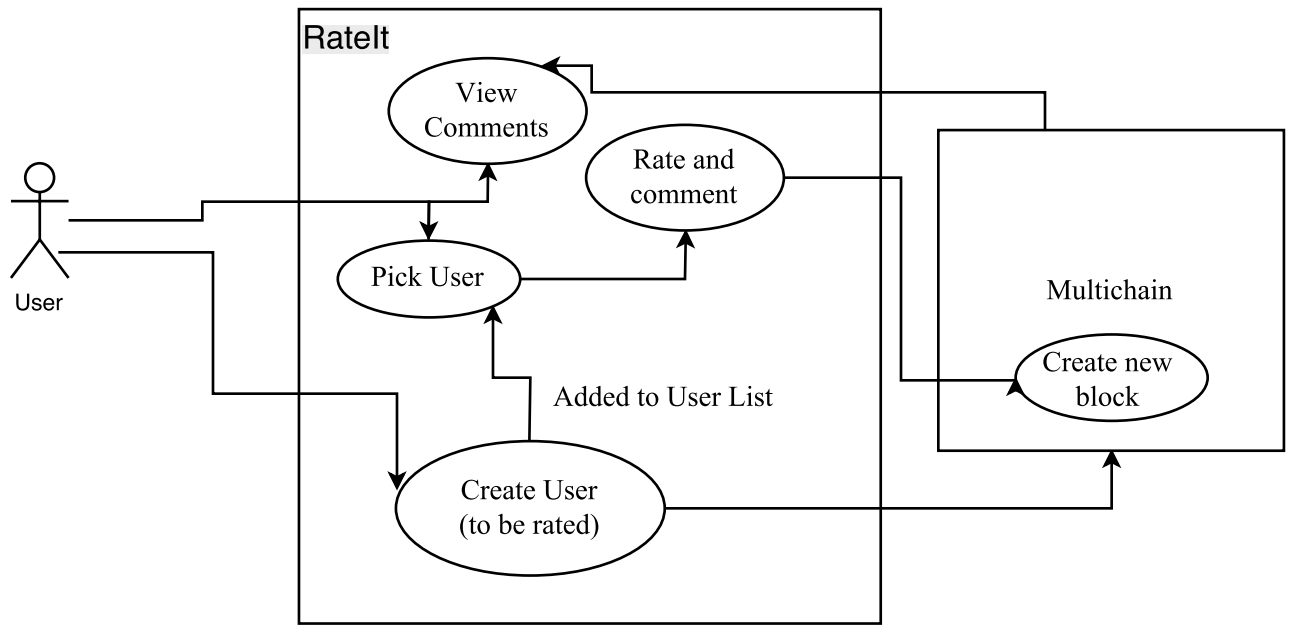 RateIt
View
Comments
Rate and
comment
User
Pick User
Multichain
Create new
block
Added to User List
Create User
(to be rated)